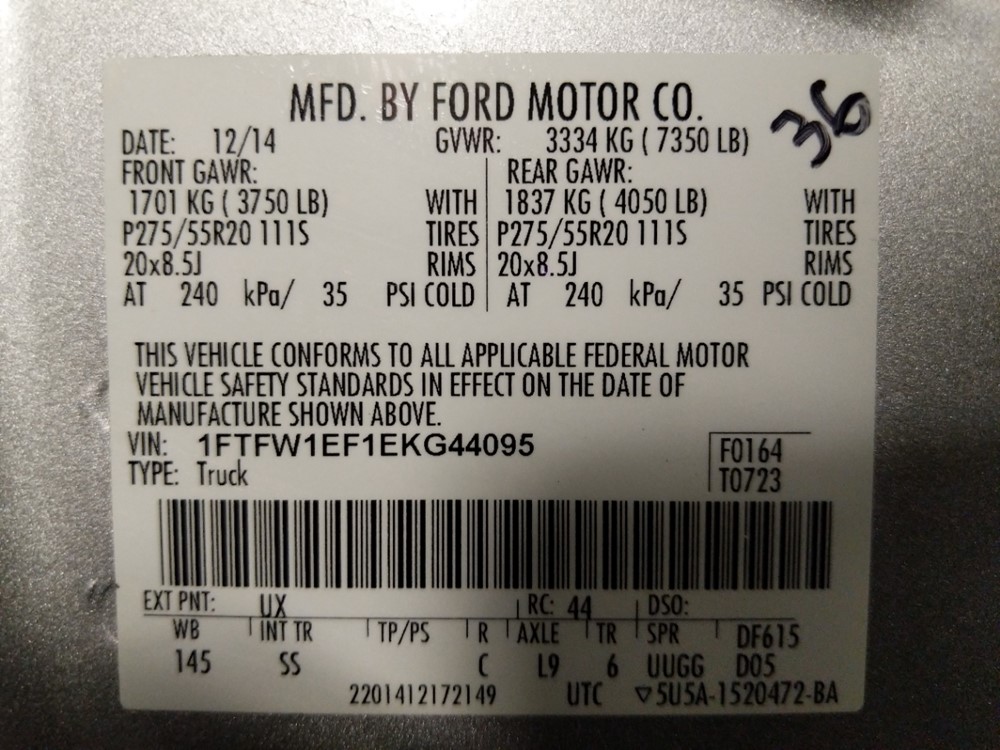 MFD. BY FORD MOTOR CO.
36
DATE: 12/14 GVWR: 3334 KG ( 7350 LB)
FRONT GAWR: REAR GAWR:
1701 KG ( 3750 LB) WITH 1837 KG ( 4050 LB) WITH
P275/55R20 111S TIRES P275/55R20 111S TIRES
20x8.5J RIMS 20x8.5J RIMS
AT 240 kPa/ 35 PSI COLD AT 240 kPa/ 35 PSI COLD
THIS VEHICLE CONFORMS TO ALL APPLICABLE FEDERAL MOTOR
VEHICLE SAFETY STANDARDS IN EFFECT ON THE DATE OF
MANUFACTURE SHOWN ABOVE.
VIN: 1FTFW1EF1EKG44095 F0164
TYPE: Truck T0723
EXT PNT: UX RC: 44 DSO:
WB INT TR TP/PS R AXLE TR SPR DF615
145 SS C L9 6 UUGG D05
2201412172149 UTC ▽5U5A-1520472-BA